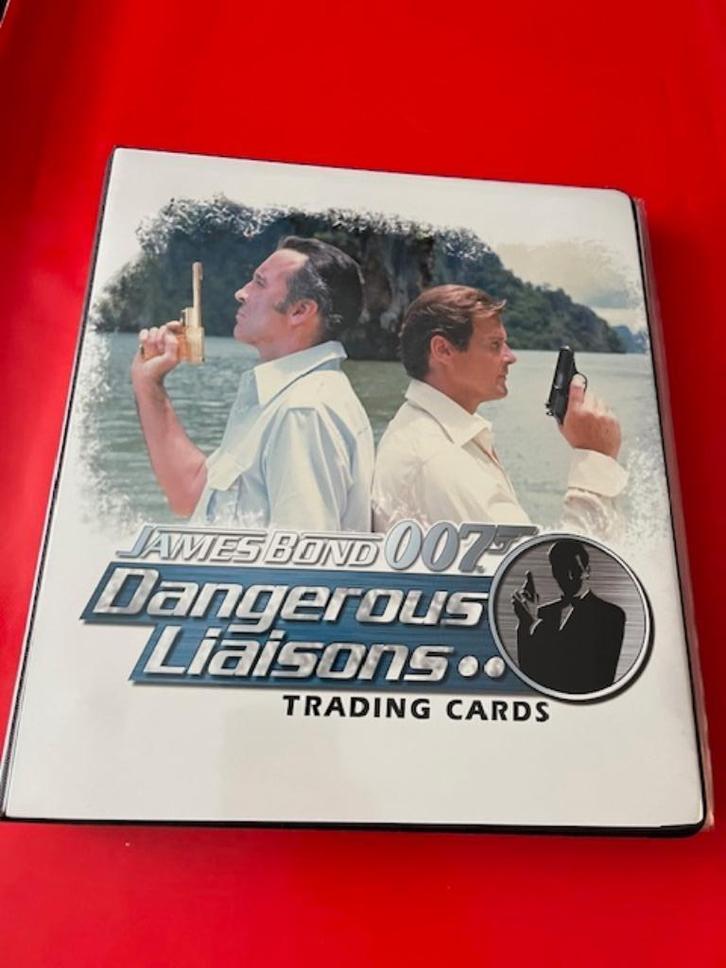 JAMES BOND 007
Dangerous
Liaisons
TRADING CARDS